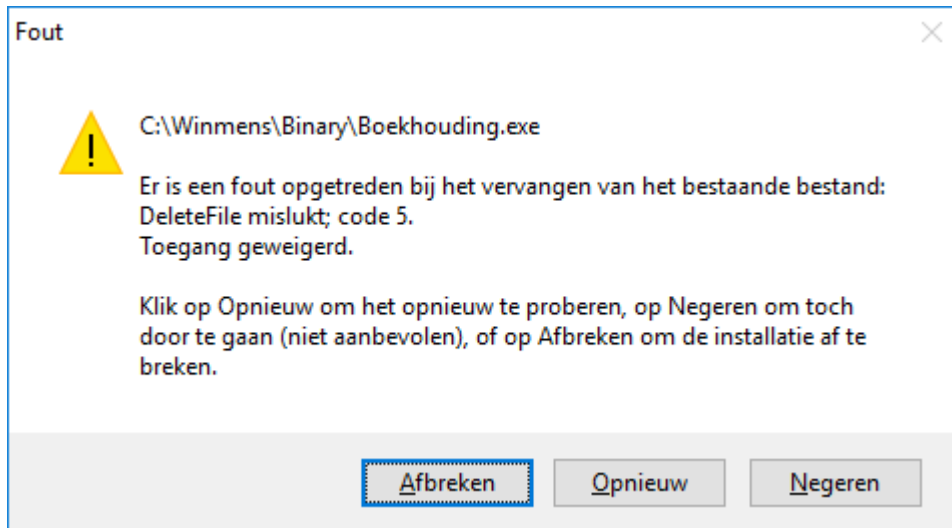 Fout
C:\Winmens\Binary\Boekhouding.exe
Er is een fout opgetreden bij het vervangen van het bestaande bestand:
DeleteFile mislukt; code 5.
Toegang geweigerd.
Klik op Opnieuw om het opnieuw te proberen, op Negeren om toch
door te gaan (niet aanbevolen), of op Afbreken om de installatie af te
breken.
Afbreken Opnieuw Negeren